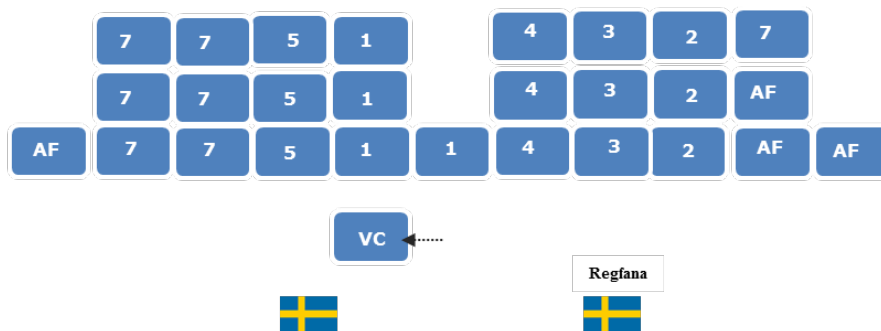 7 7 5 1 4 3 2 7
7 7 5 1 4 3 2 AF
AF 7 7 5 1 1 4 3 2 AF AF
VC
Regfana